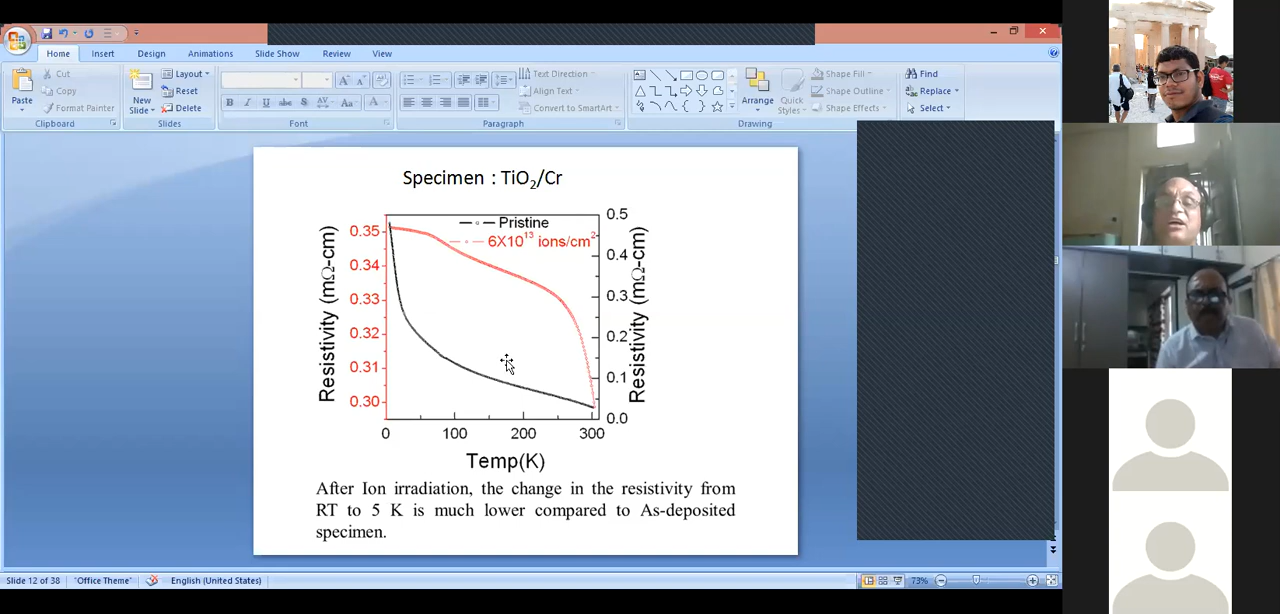 Home Insert Design Animations Slide Show Review View
Cut
Copy
Format Painter
Paste
Clipboard
New
Slide
Layout
Reset
Delete
Slides
B I U abc S AV Aa A
Font
Text Direction
Align Text
Convert to SmartArt
Paragraph
Arrange
Quick
Styles
Shape Fill
Shape Outline
Shape Effects
Drawing
Find
Replace
Select
Editing
Specimen : TiO2/Cr
Pristine
6X10^13 ions/cm^2
0.35
0.34
0.33
0.32
0.31
0.30
Resistivity (mΩ-cm)
0.5
0.4
0.3
0.2
0.1
0.0
Resistivity (mΩ-cm)
0 100 200 300
Temp(K)
After Ion irradiation, the change in the resistivity from
RT to 5 K is much lower compared to As-deposited
specimen.
Slide 12 of 38 "Office Theme" English (United States) 73%